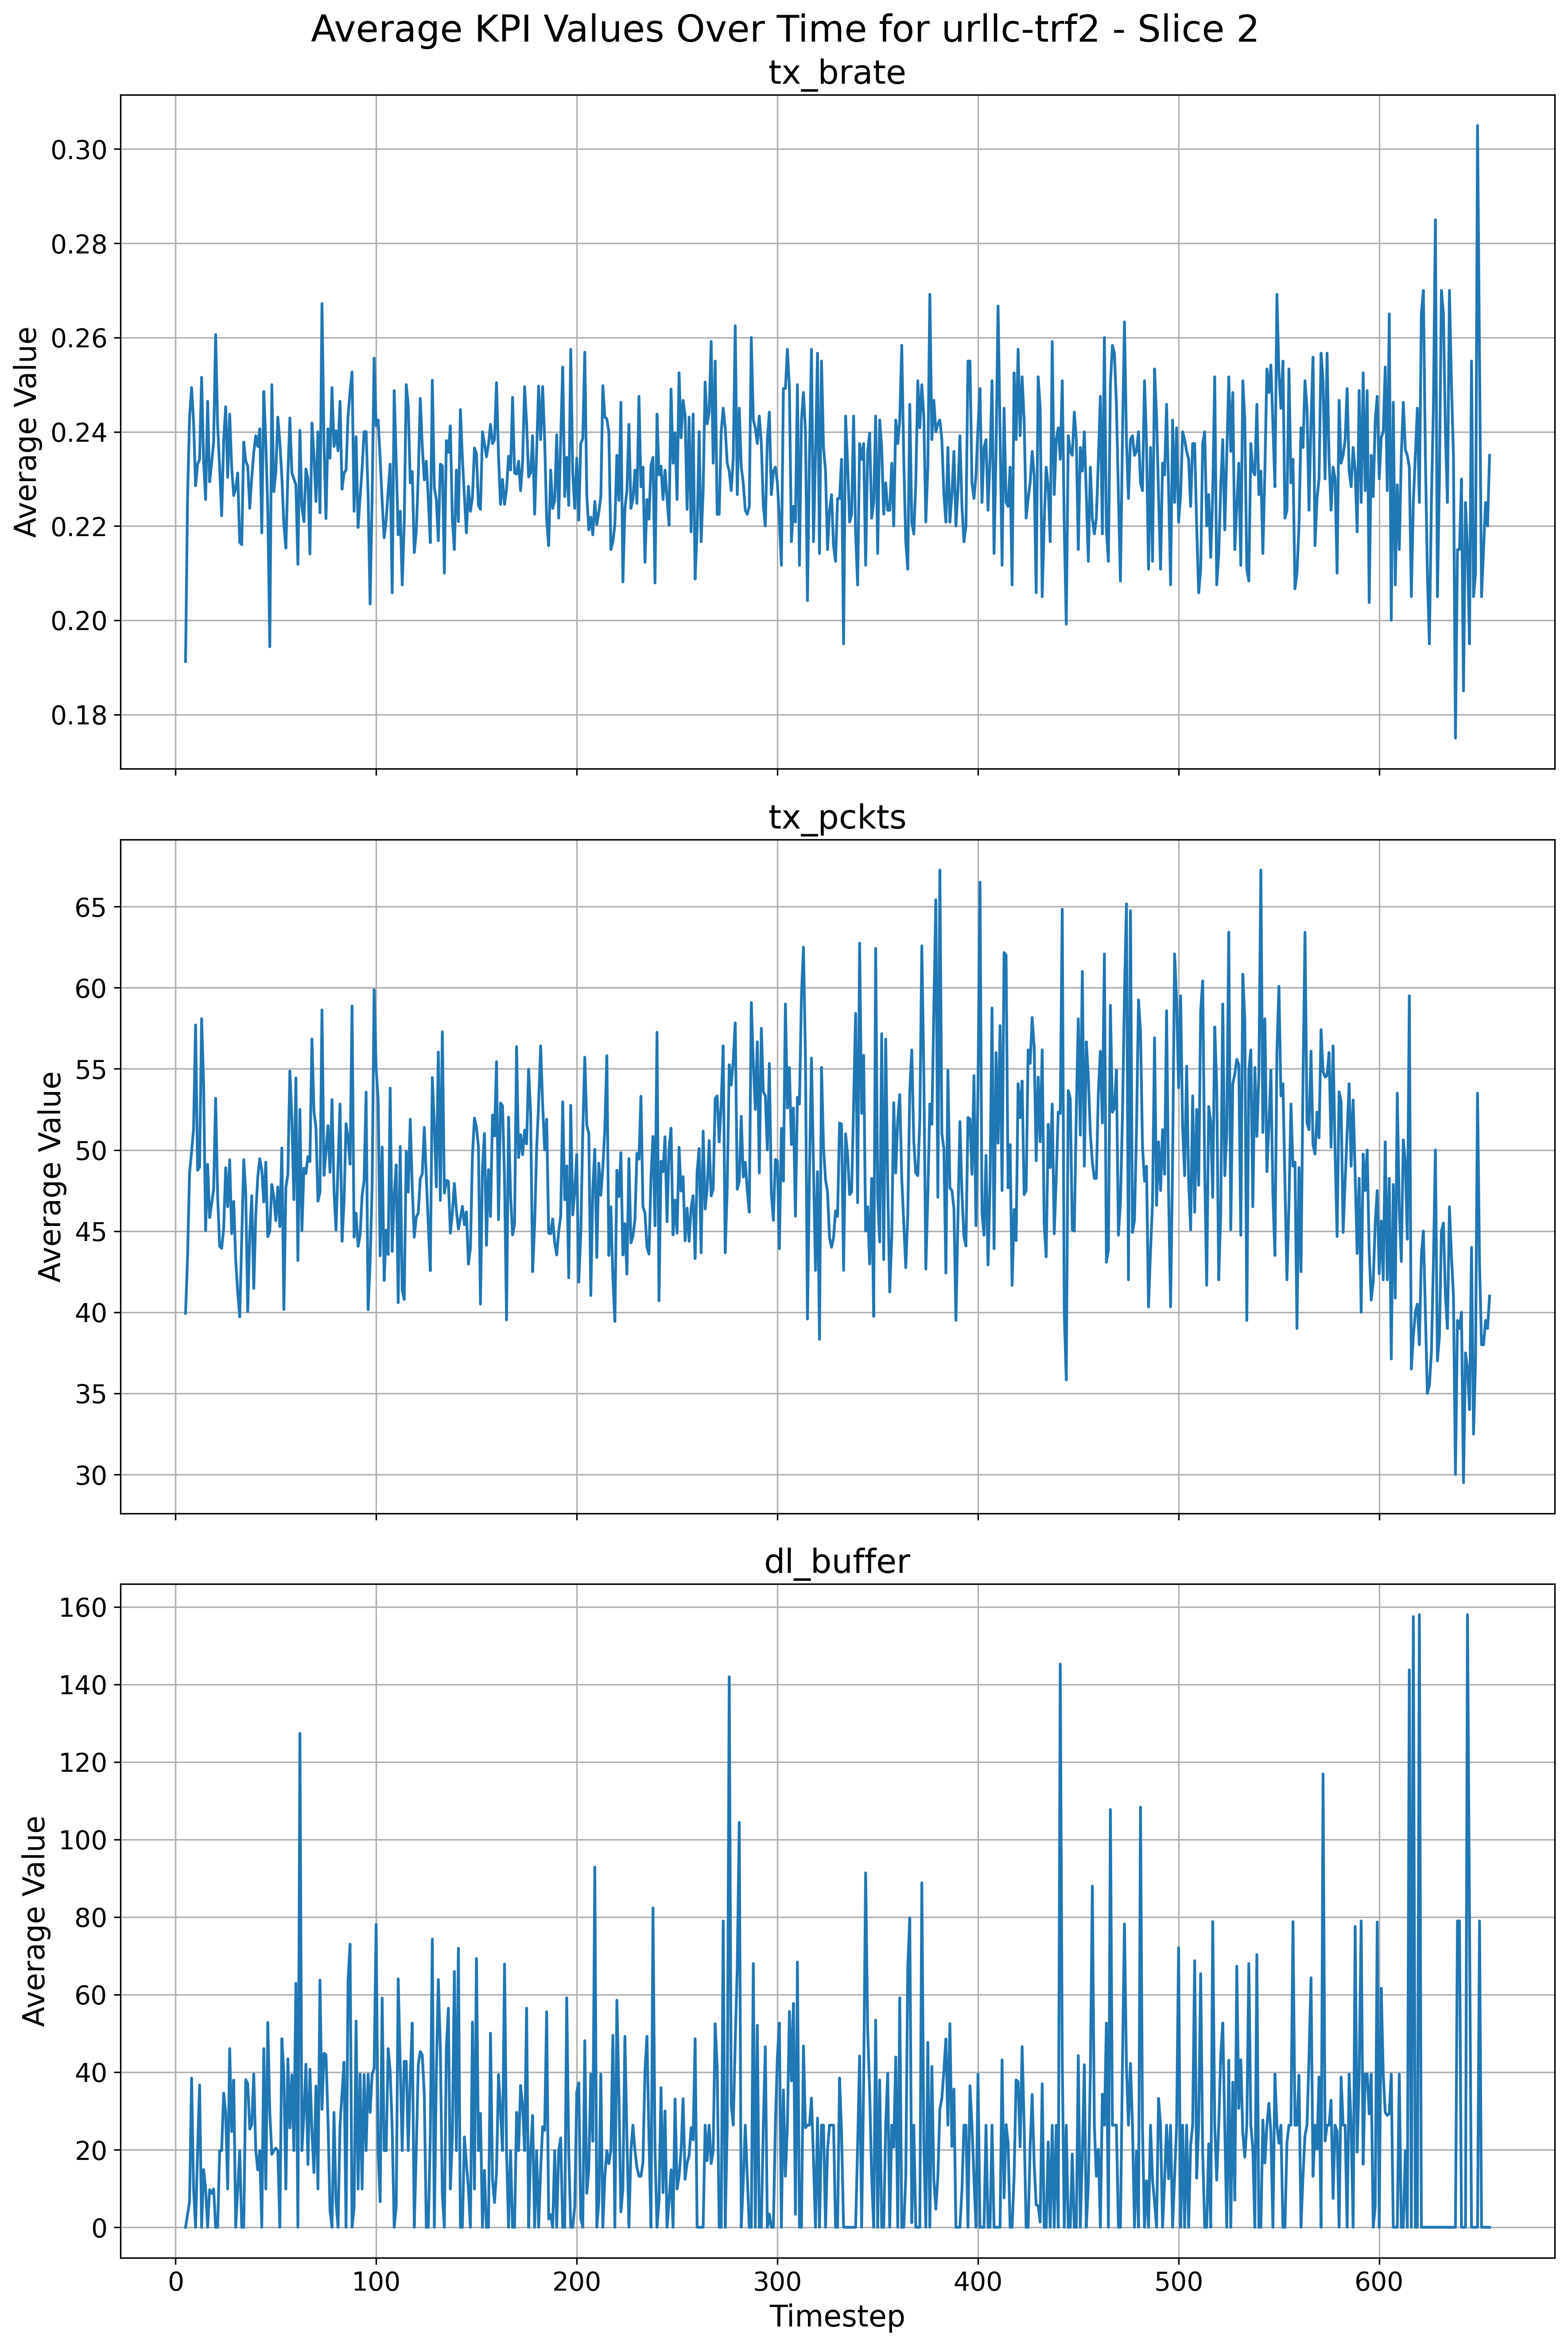 Average KPI Values Over Time for urllc-trf2 - Slice 2
tx_brate
Average Value
0.30
0.28
0.26
0.24
0.22
0.20
0.18
tx_pckts
Average Value
65
60
55
50
45
40
35
30
dl_buffer
Average Value
160
140
120
100
80
60
40
20
0
0 100 200 300 400 500 600
Timestep